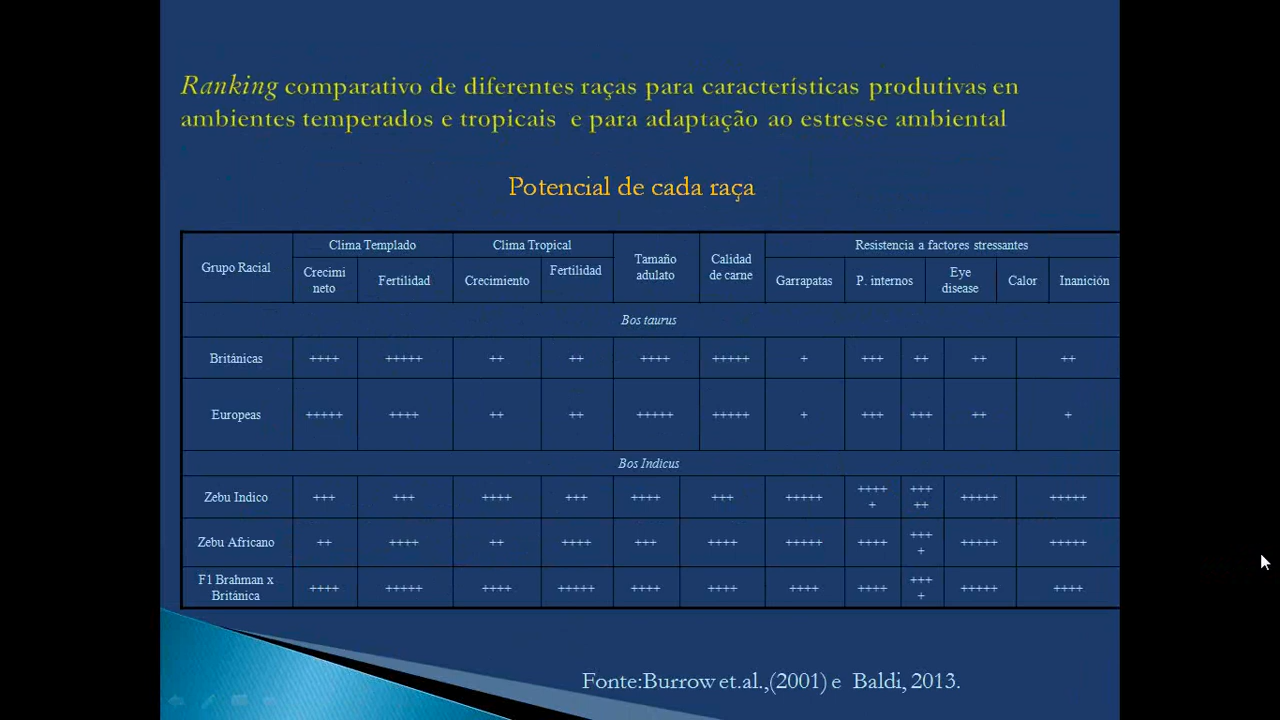 Ranking comparativo de diferentes raças para características produtivas en
ambientes temperados e tropicais e para adaptação ao estresse ambiental
Potencial de cada raça
Grupo Racial Clima Templado Clima Tropical Tamaño adulato Calidad de carne Resistencia a factores stressantes
Crecimi neto Fertilidad Crecimiento Fertilidad Garrapatas P. internos Eye disease Calor Inanición
Bos taurus
Británicas ++++ +++++ ++ ++ ++++ +++++ + +++ ++ ++ ++
Europeas +++++ ++++ ++ ++ +++++ +++++ + +++ +++ ++ +
Bos Indicus
Zebu Indico +++ +++ ++++ +++ ++++ +++ +++++ ++++ + +++ ++ +++++ +++++
Zebu Africano ++ ++++ ++ ++++ +++ ++++ +++++ ++++ +++ + +++++ +++++
F1 Brahman x Británica ++++ +++++ ++++ +++++ ++++ ++++ ++++ ++++ +++ + +++++ ++++
Fonte:Burrow et.al.,(2001) e Baldi, 2013.